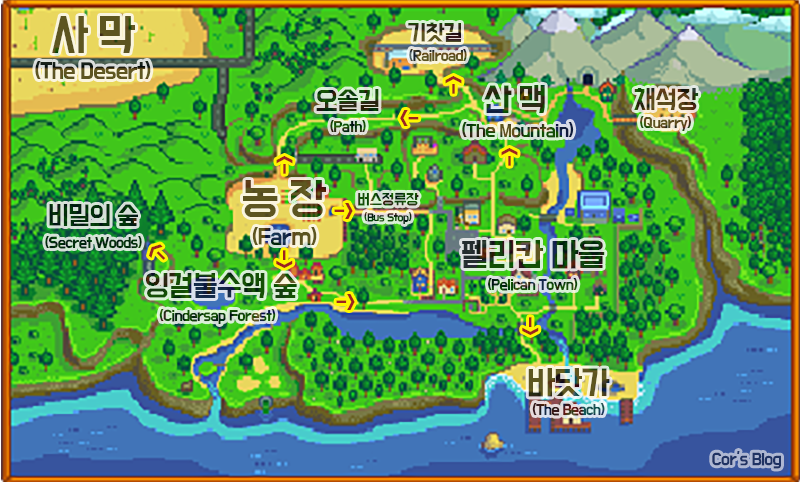 사막
(The Desert)
기찻길
(Railroad)
오솔길
(Path)
산맥
(The Mountain)
채석장
(Quarry)
농장
(Farm)
버스정류장
(Bus Stop)
비밀의 숲
(Secret Woods)
펠리칸 마을
(Pelican Town)
잉걸불수액 숲
(Cindersap Forest)
바닷가
(The Beach)
Cor's Blog